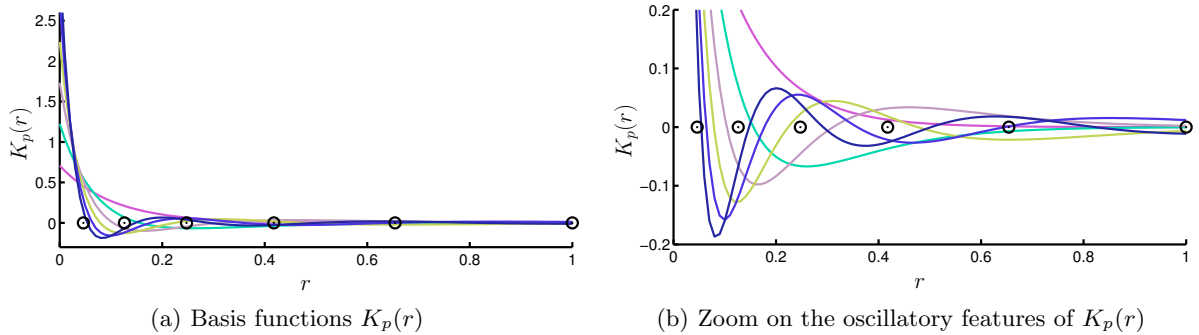 2.5
2
1.5
1
0.5
0
K_p(r)
0 0.2 0.4 0.6 0.8 1
r
(a) Basis functions K_p(r)
0.2
0.1
0
−0.1
−0.2
K_p(r)
0 0.2 0.4 0.6 0.8 1
r
(b) Zoom on the oscillatory features of K_p(r)